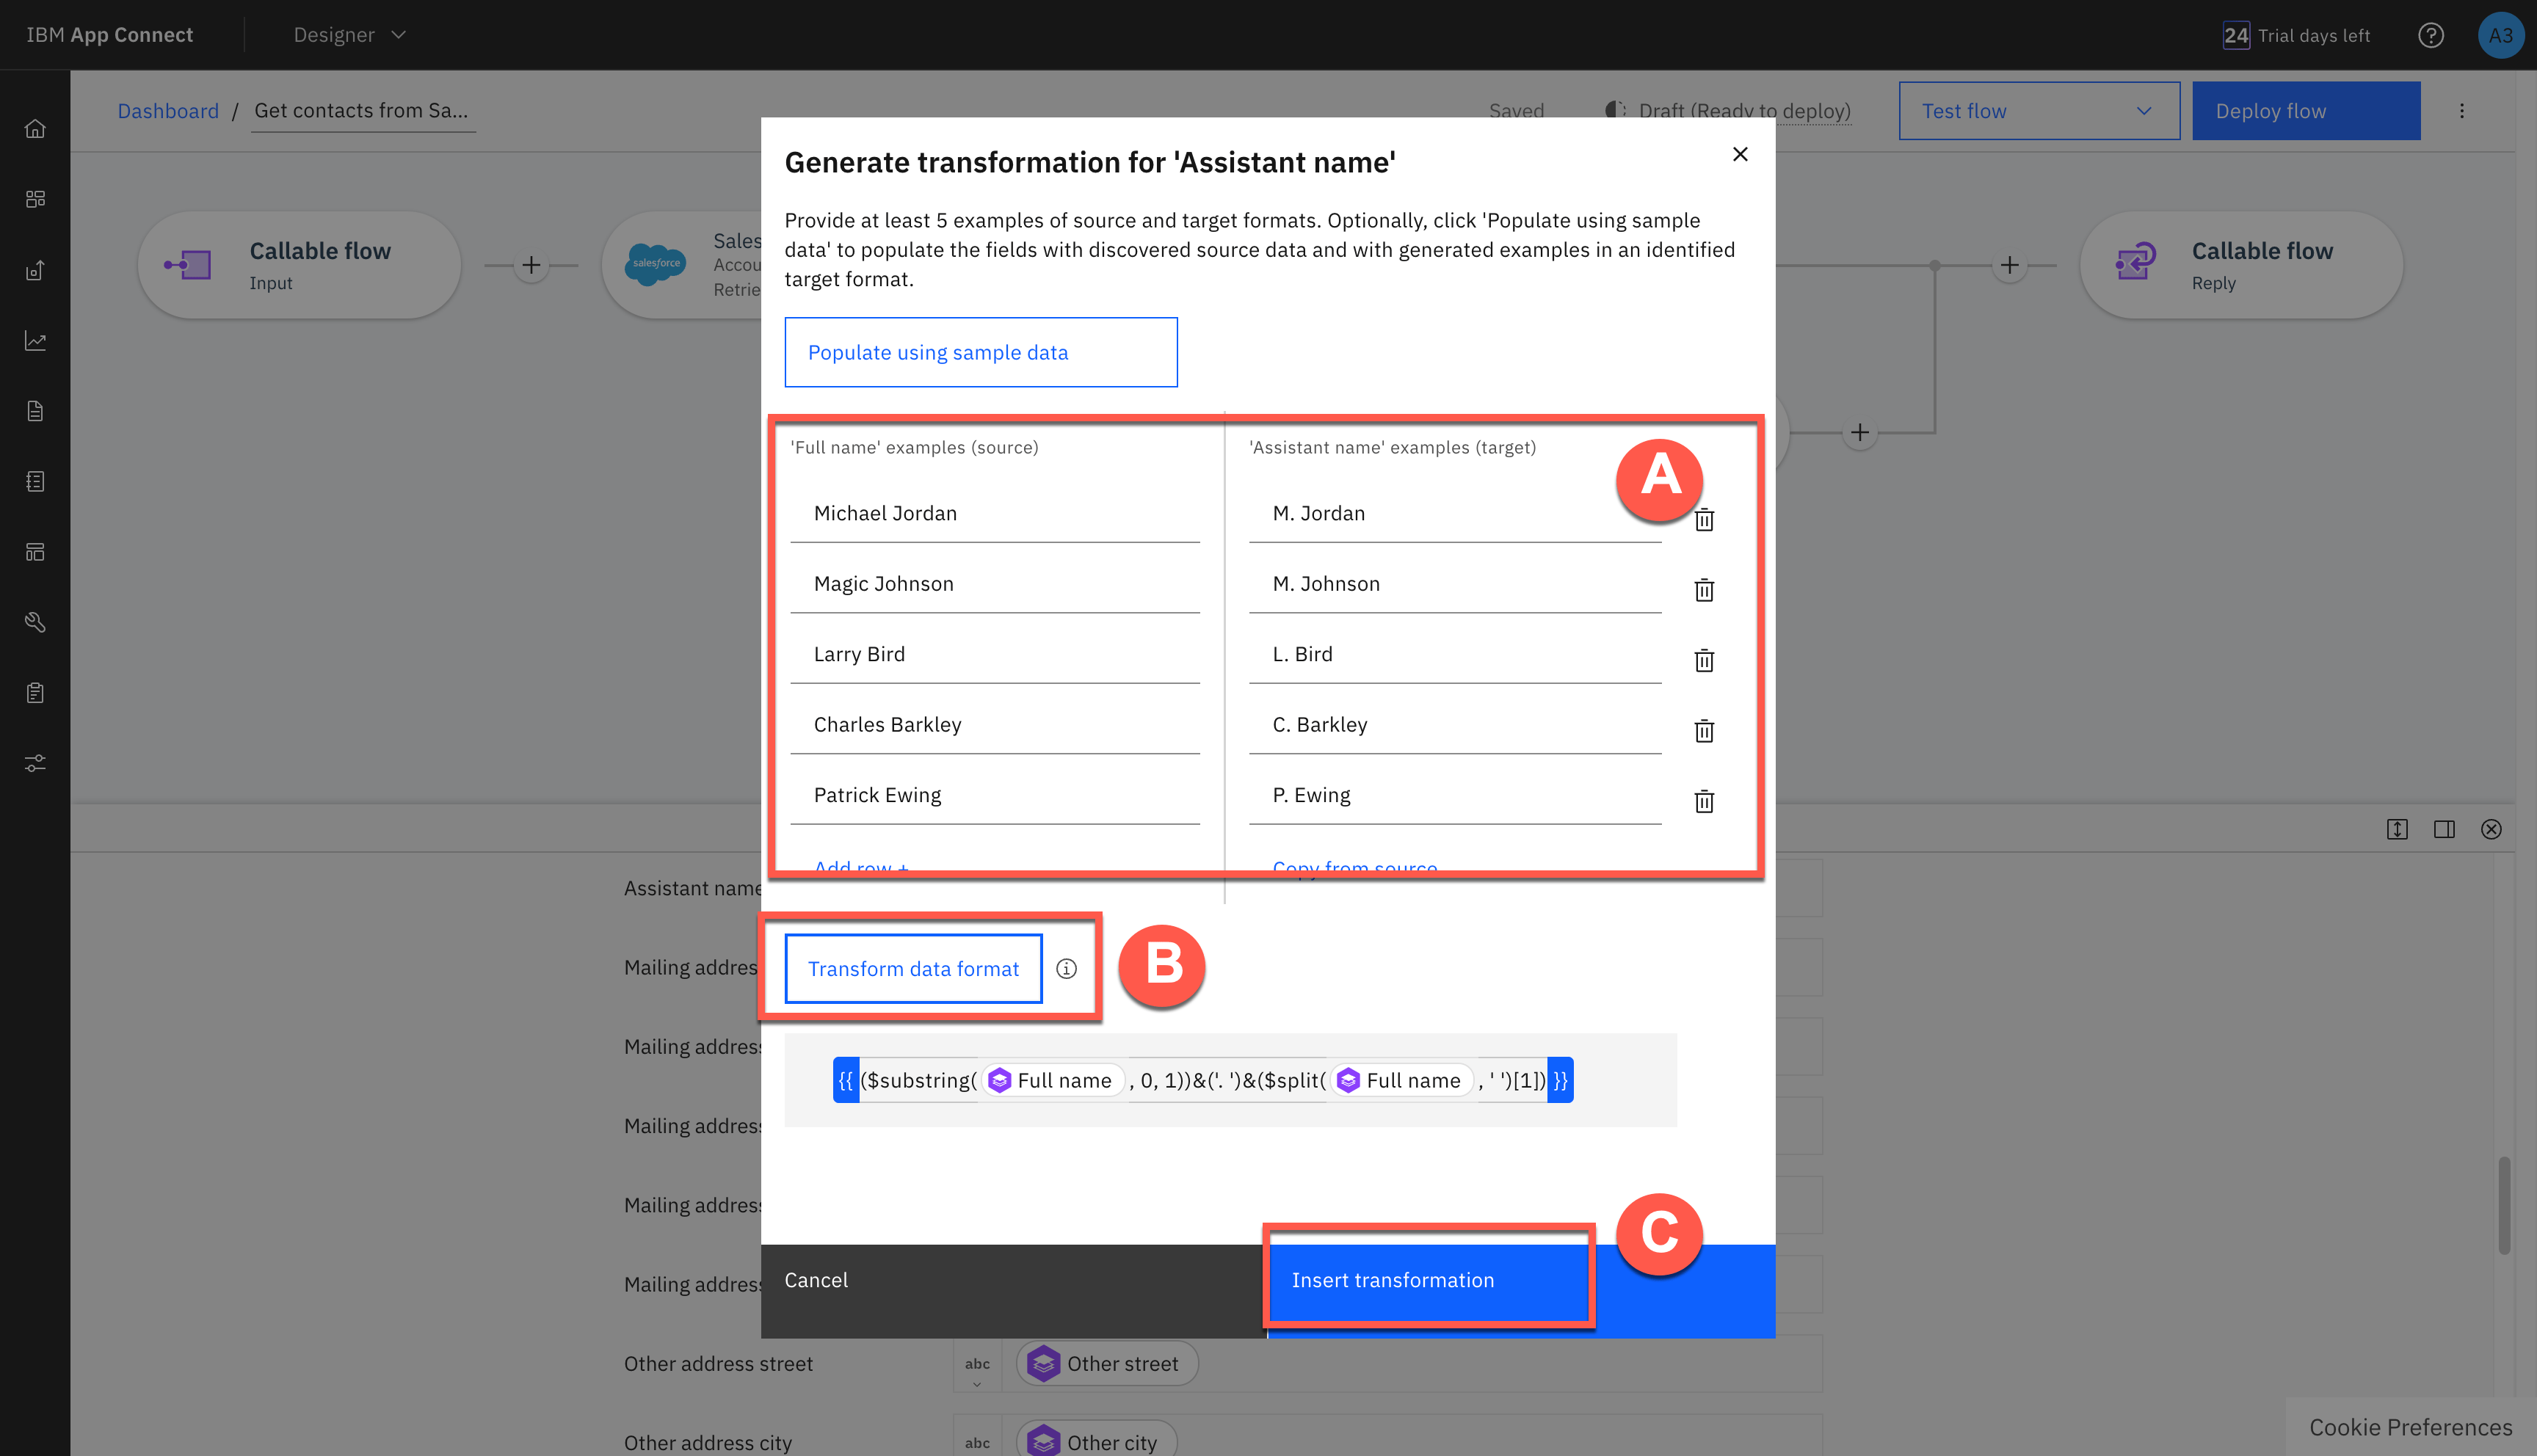 IBM App Connect
Designer
24 Trial days left
A3
Dashboard / Get contacts from Sa...
Saved
Draft (Ready to deploy)
Test flow
Deploy flow
Generate transformation for 'Assistant name'
Provide at least 5 examples of source and target formats. Optionally, click 'Populate using sample
data' to populate the fields with discovered source data and with generated examples in an identified
target format.
Callable flow
Input
salesforce
Sales
Accou
Retrie
Callable flow
Reply
Populate using sample data
'Full name' examples (source)
'Assistant name' examples (target)
A
Michael Jordan
M. Jordan
Magic Johnson
M. Johnson
Larry Bird
L. Bird
Charles Barkley
C. Barkley
Patrick Ewing
P. Ewing
Add row +
Copy from source
Assistant name
Mailing addres
Mailing address
Mailing address
Mailing address
Mailing address
Transform data format
B
{{ ($substring( Full name , 0, 1))&('. ')&($split( Full name , ' ')[1]) }}
C
Cancel
Insert transformation
Other address street
abc
Other street
Other address city
abc
Other city
Cookie Preferences